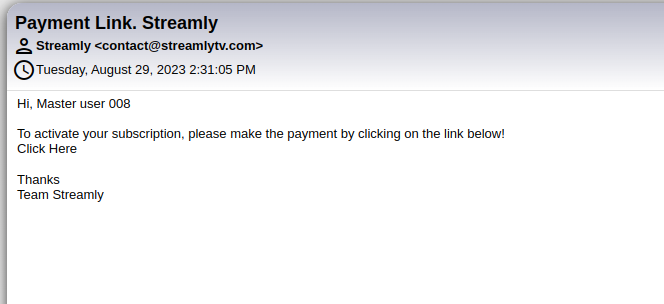 Payment Link. Streamly
Streamly <contact@streamlytv.com>
Tuesday, August 29, 2023 2:31:05 PM
Hi, Master user 008
To activate your subscription, please make the payment by clicking on the link below!
Click Here
Thanks
Team Streamly